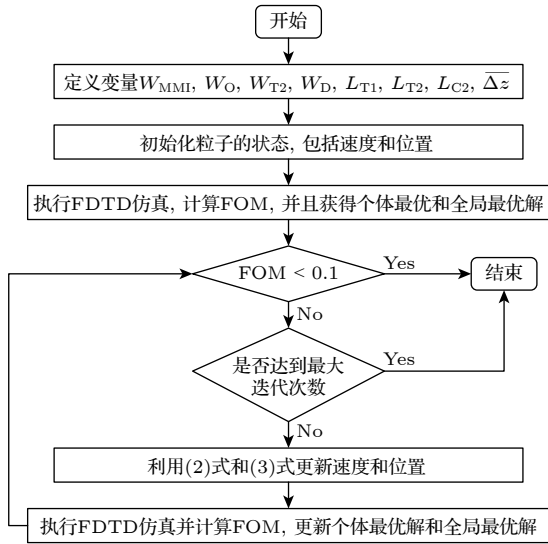 开始
定义变量W_MMI, W_O, W_T2, W_D, L_T1, L_T2, L_C2, \overline{Δz}
初始化粒子的状态, 包括速度和位置
执行FDTD仿真, 计算FOM, 并且获得个体最优和全局最优解
FOM < 0.1
Yes
结束
No
是否达到最大
迭代次数
Yes
No
利用(2)式和(3)式更新速度和位置
执行FDTD仿真并计算FOM, 更新个体最优解和全局最优解